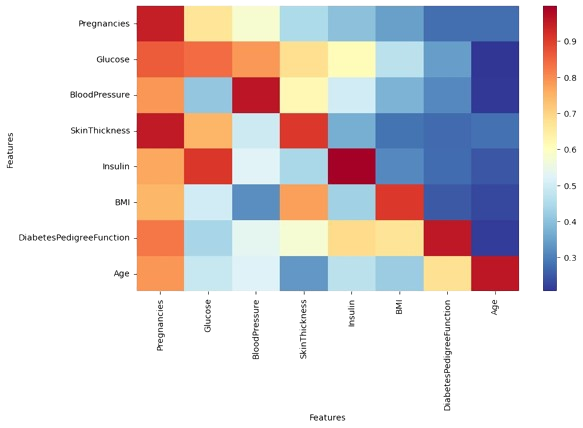 Pregnancies
Glucose
BloodPressure
SkinThickness
Insulin
BMI
DiabetesPedigreeFunction
Age
Features
Pregnancies
Glucose
BloodPressure
SkinThickness
Insulin
BMI
DiabetesPedigreeFunction
Age
Features
0.9
0.8
0.7
0.6
0.5
0.4
0.3